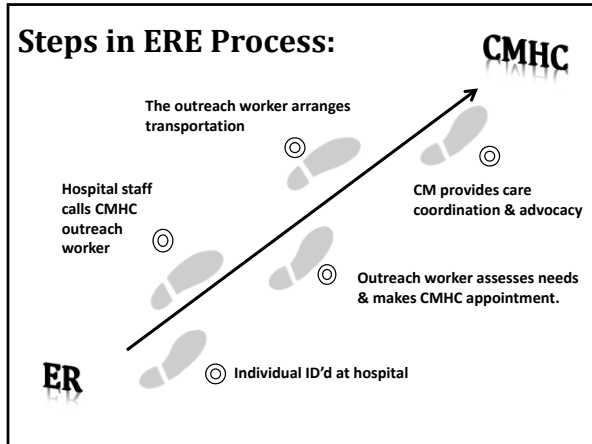 Steps in ERE Process:
CMHC
The outreach worker arranges
transportation
Hospital staff
calls CMHC
outreach
worker
CM provides care
coordination & advocacy
Outreach worker assesses needs
& makes CMHC appointment.
ER
Individual ID'd at hospital